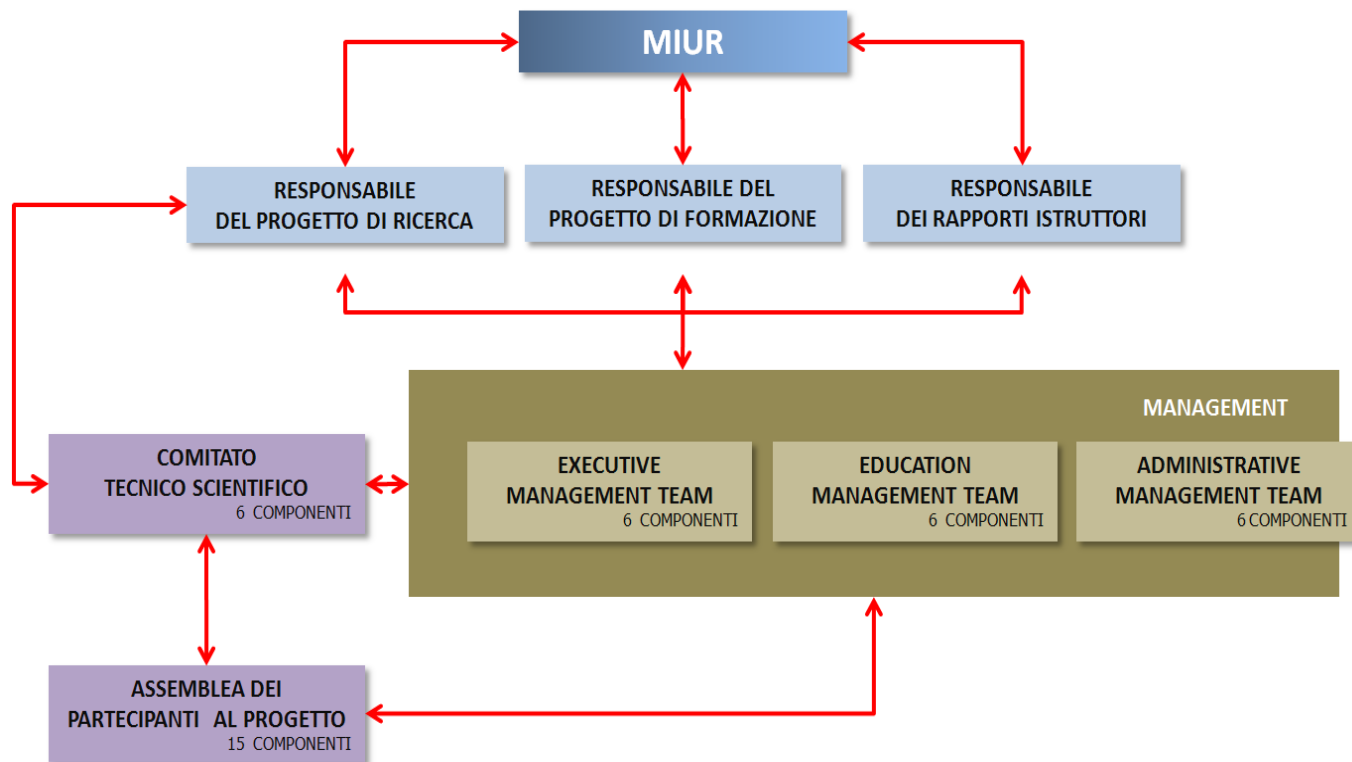 MIUR
RESPONSABILE
DEL PROGETTO DI RICERCA
RESPONSABILE DEL
PROGETTO DI FORMAZIONE
RESPONSABILE
DEI RAPPORTI ISTRUTTORI
MANAGEMENT
COMITATO
TECNICO SCIENTIFICO
6 COMPONENTI
EXECUTIVE
MANAGEMENT TEAM
6 COMPONENTI
EDUCATION
MANAGEMENT TEAM
6 COMPONENTI
ADMINISTRATIVE
MANAGEMENT TEAM
6 COMPONENTI
ASSEMBLEA DEI
PARTECIPANTI AL PROGETTO
15 COMPONENTI